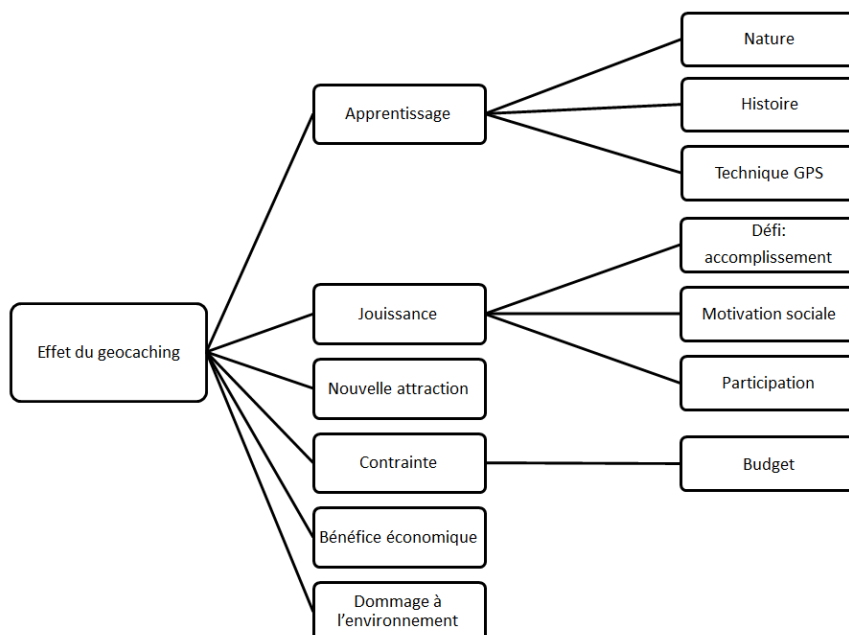 Effet du geocaching
Apprentissage
Nature
Histoire
Technique GPS
Jouissance
Défi:
accomplissement
Motivation sociale
Participation
Nouvelle attraction
Contrainte
Budget
Bénéfice économique
Dommage à
l’environnement